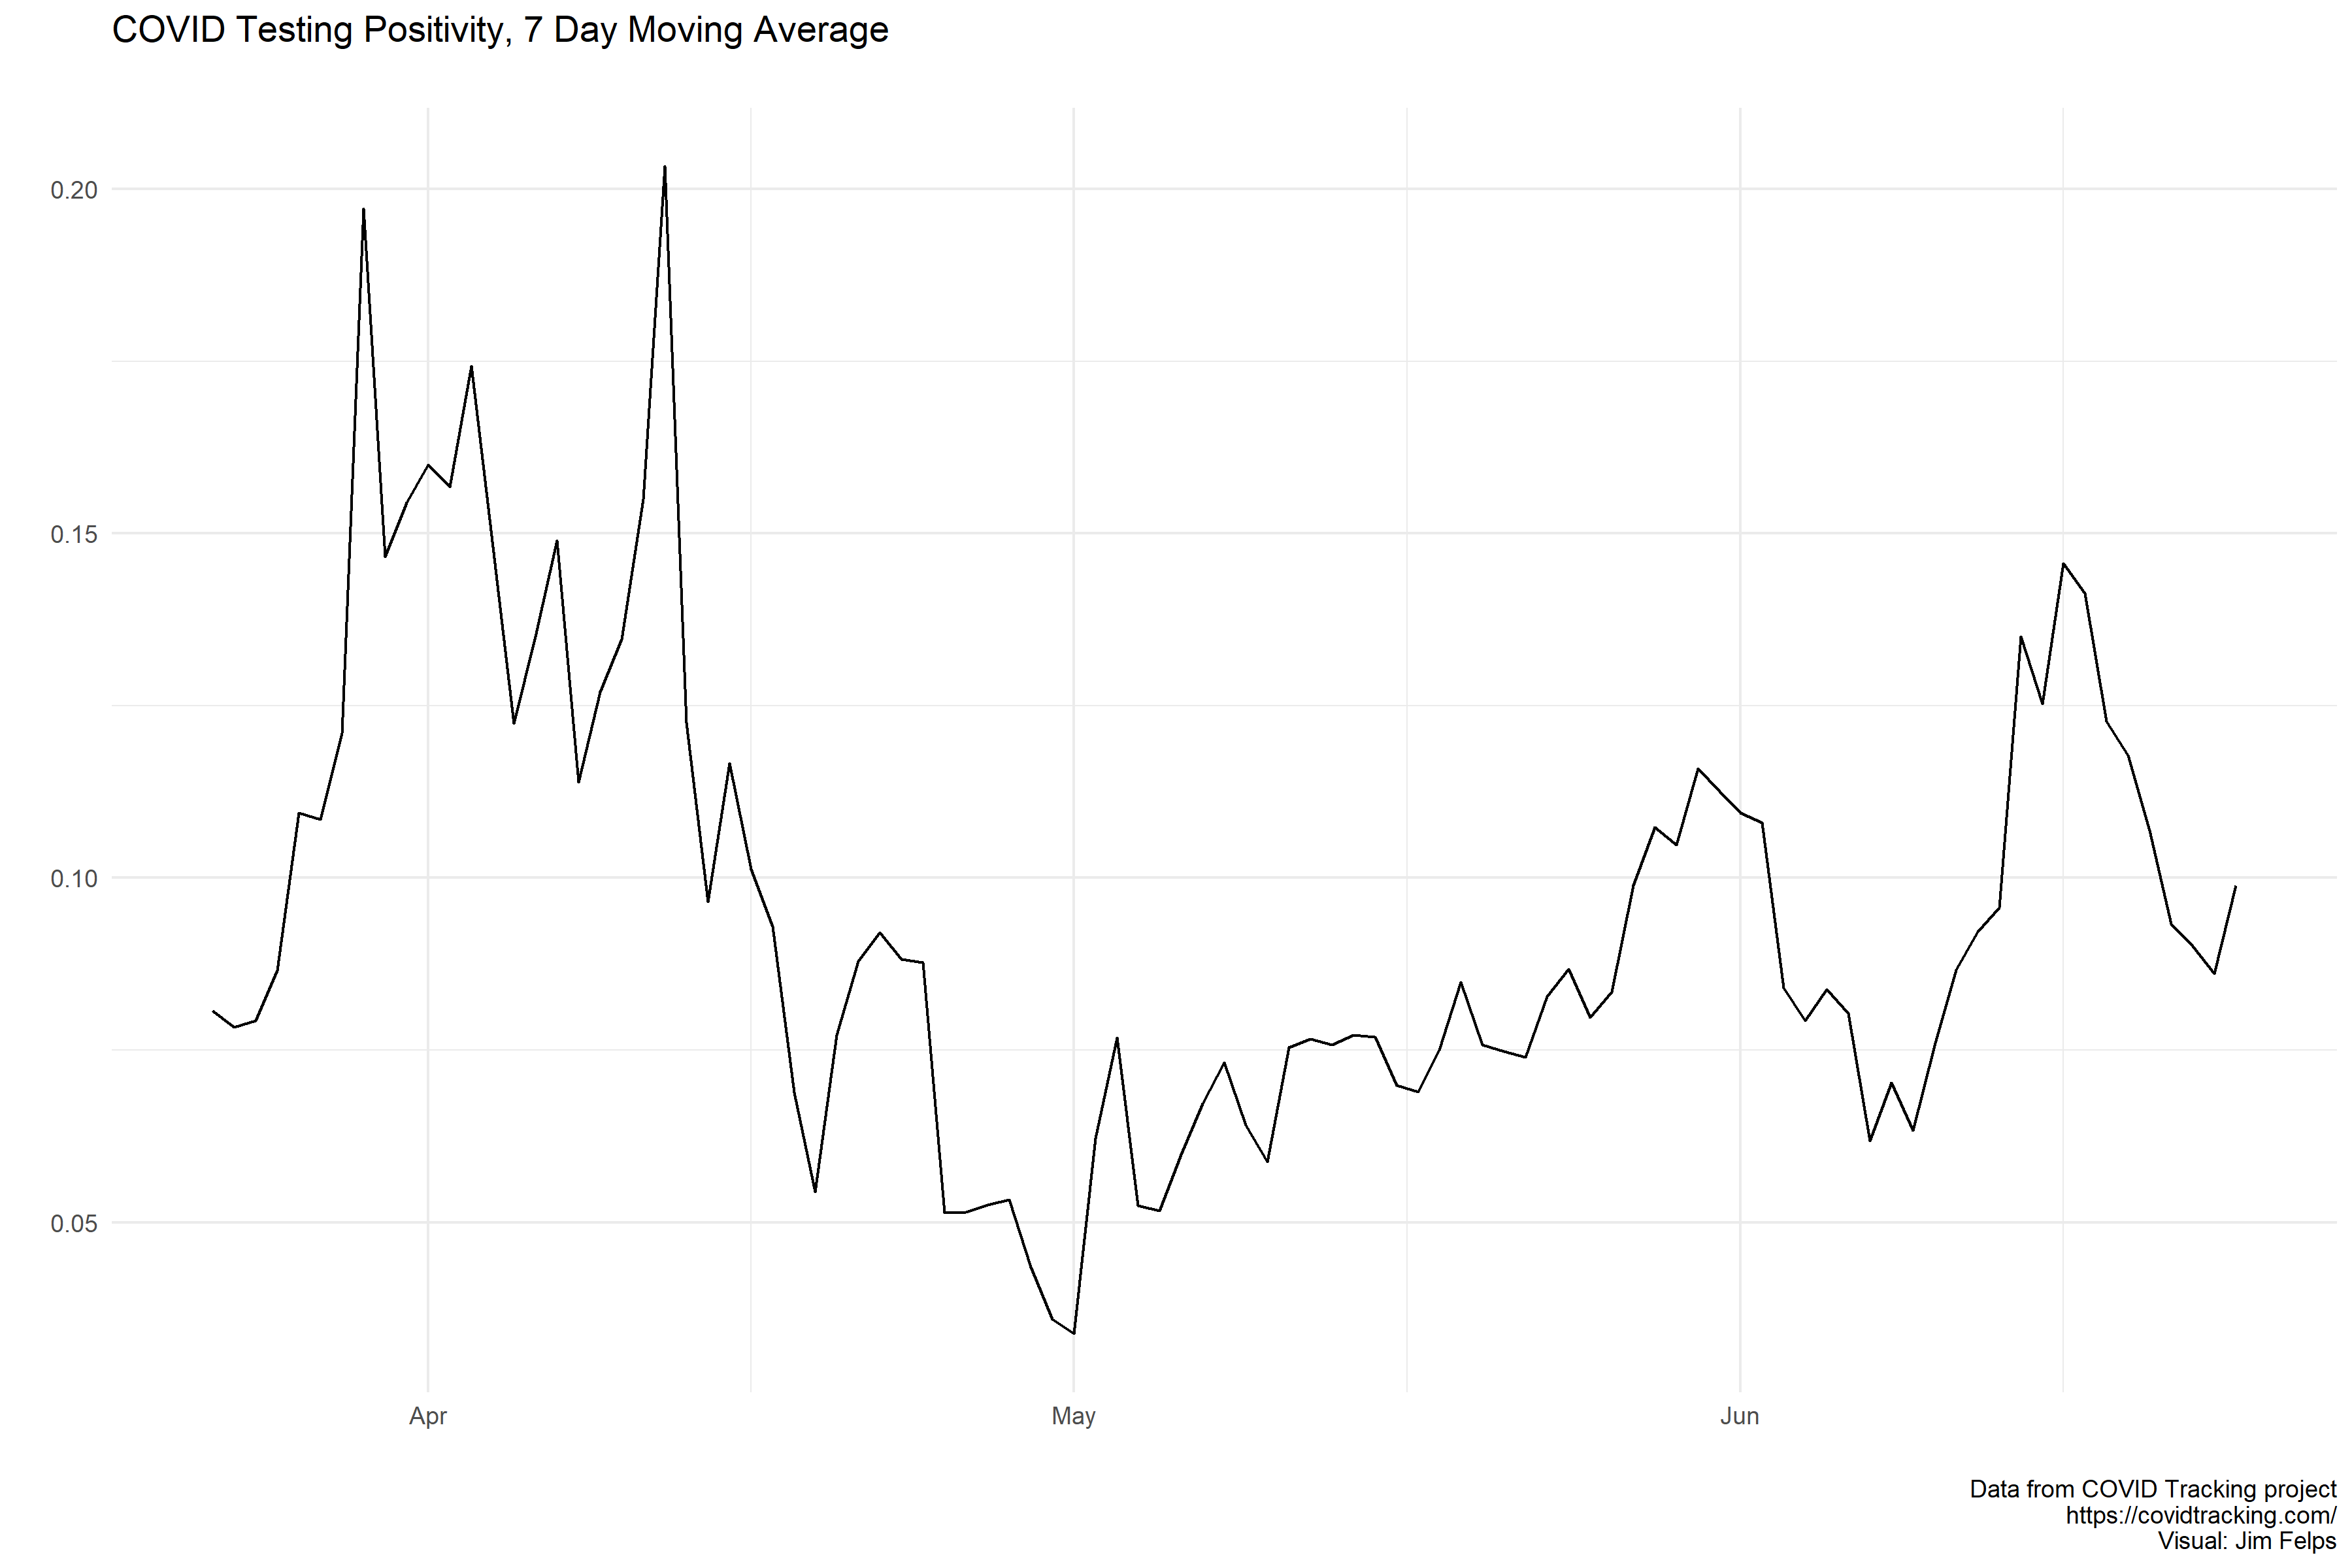 COVID Testing Positivity, 7 Day Moving Average
0.20
0.15
0.10
0.05
Apr May Jun
Data from COVID Tracking project
https://covidtracking.com/
Visual: Jim Felps